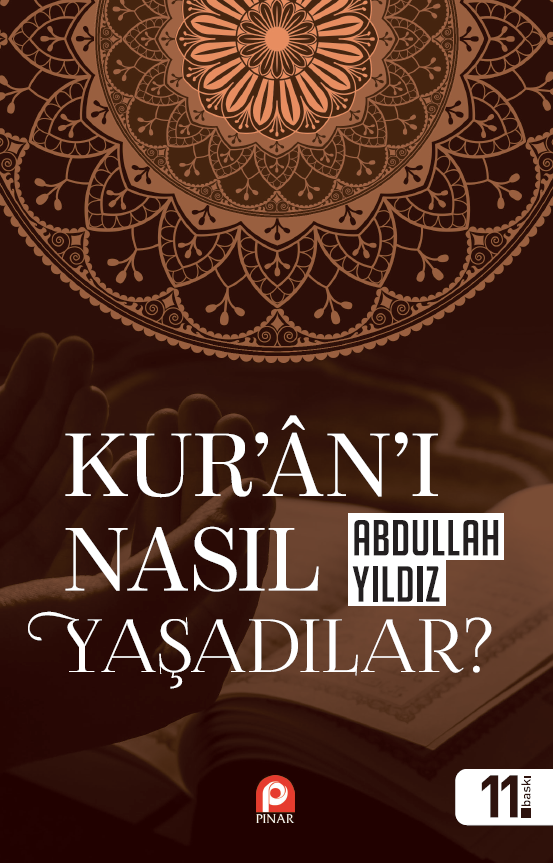 KUR'ÂN'I
NASIL
ABDULLAH
YILDIZ
YAŞADILAR?
PINAR
11.
baskı